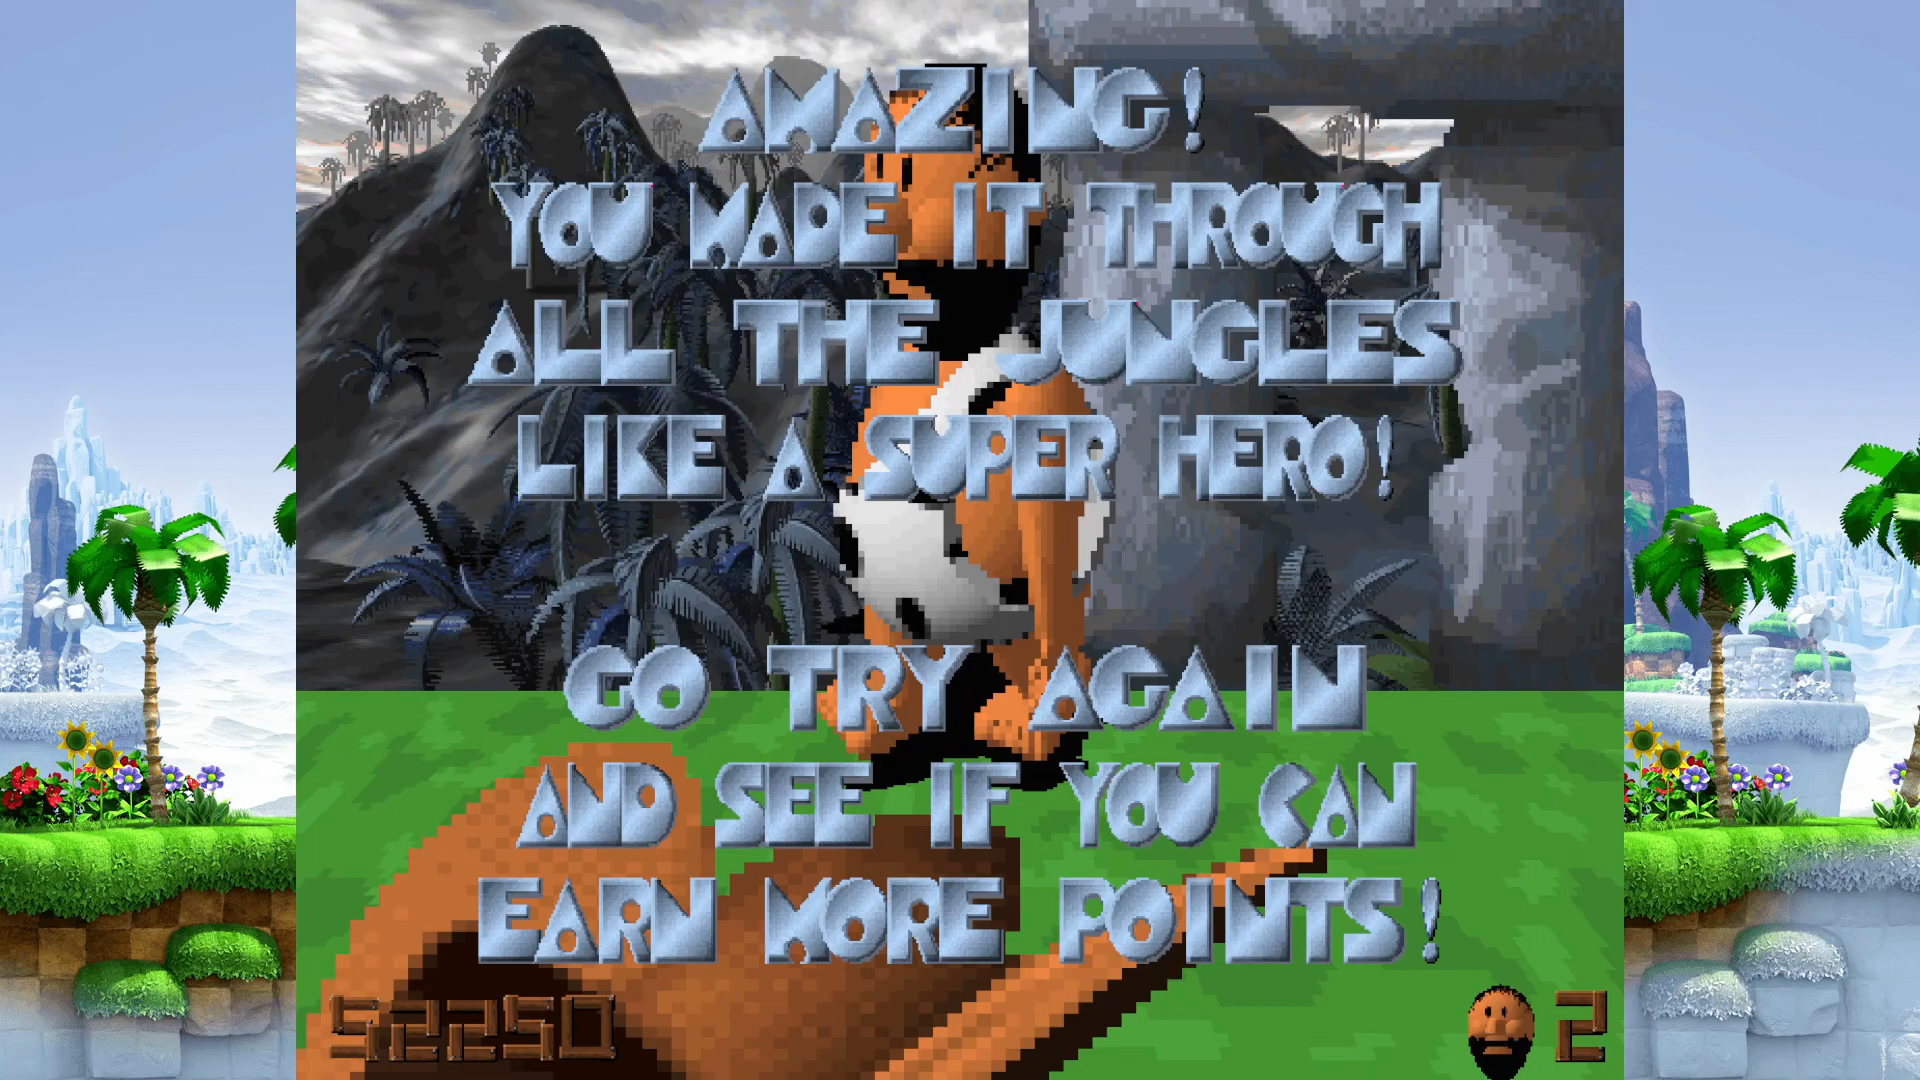 AMAZING!
YOU MADE IT THROUGH
ALL THE JUNGLES
LIKE A SUPER HERO!
GO TRY AGAIN
AND SEE IF YOU CAN
EARN MORE POINTS!
52250
2